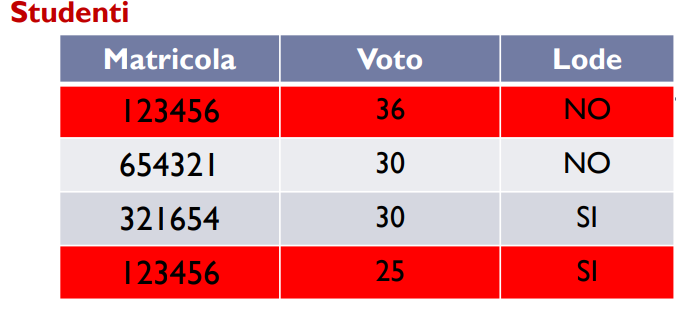 Studenti
Matricola Voto Lode
123456 36 NO
654321 30 NO
321654 30 SI
123456 25 SI